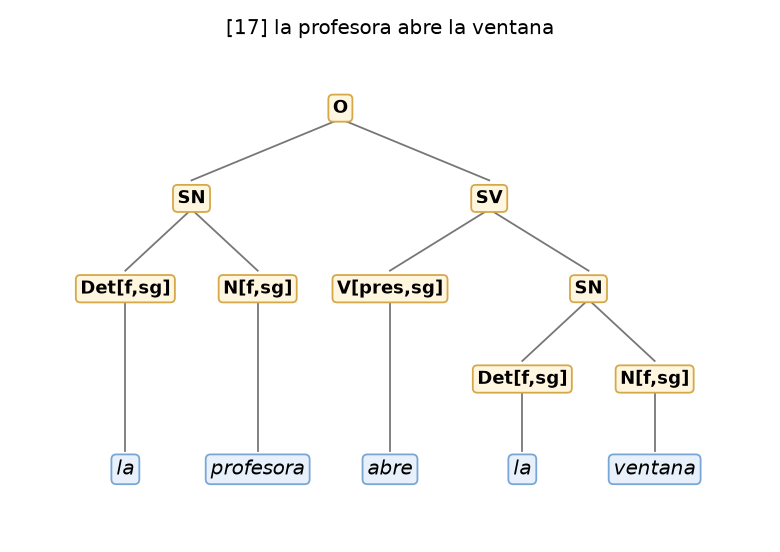 [17] la profesora abre la ventana
O
SN SV
Det[f,sg] N[f,sg] V[pres,sg] SN
Det[f,sg] N[f,sg]
la profesora abre la ventana